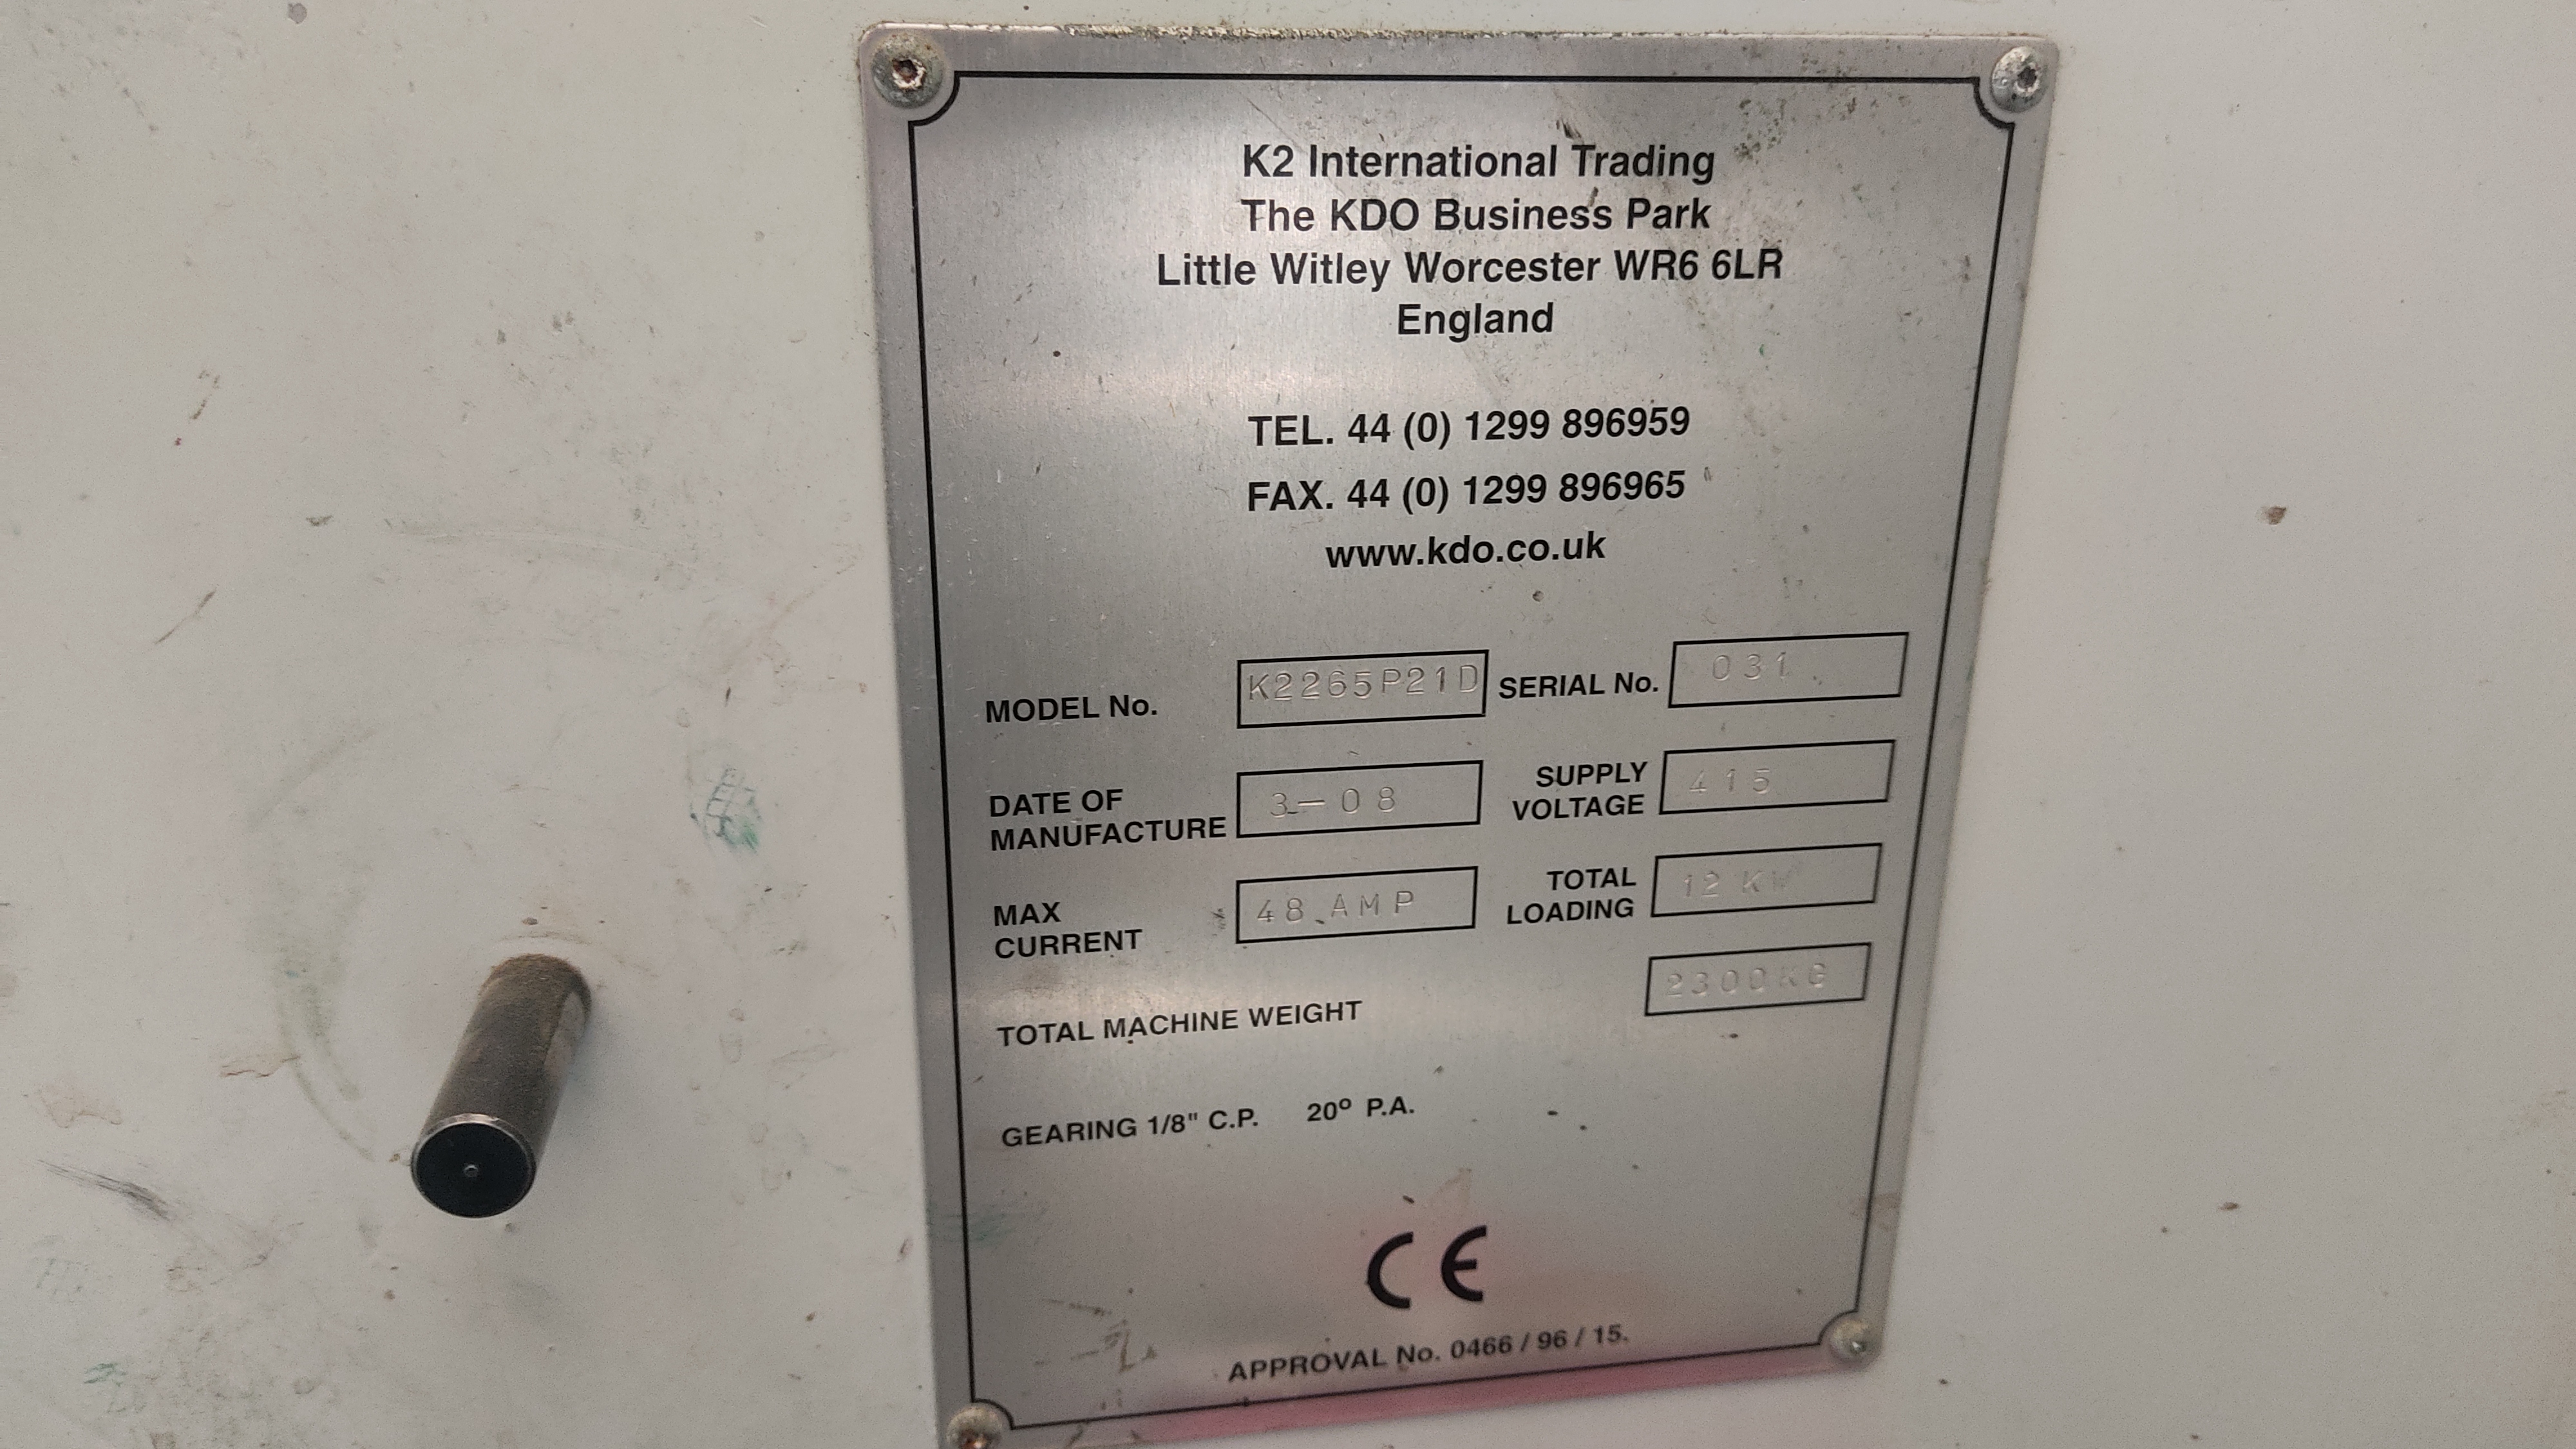 K2 International Trading
The KDO Business Park
Little Witley Worcester WR6 6LR
England
TEL. 44 (0) 1299 896959
FAX. 44 (0) 1299 896965
www.kdo.co.uk
MODEL No. K2265P21D SERIAL No. 031
DATE OF MANUFACTURE 3-08 SUPPLY VOLTAGE 415
MAX CURRENT 48 AMP TOTAL LOADING 12 KW
TOTAL MACHINE WEIGHT 2300KG
GEARING 1/8" C.P. 20º P.A.
CE
APPROVAL No. 0466 / 96 / 15.